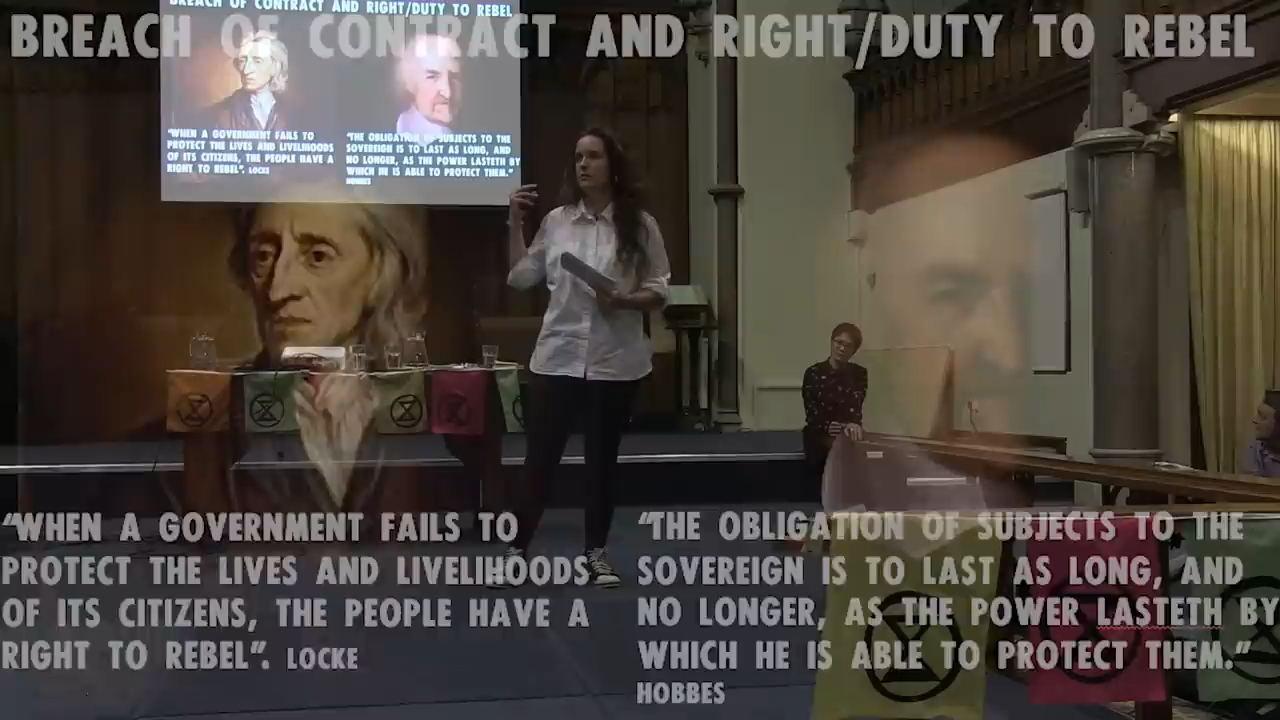 BREACH OF CONTRACT AND RIGHT/DUTY TO REBEL
BREACH OF CONTRACT AND RIGHT/DUTY TO REBEL
"WHEN A GOVERNMENT FAILS TO
PROTECT THE LIVES AND LIVELIHOODS
OF ITS CITIZENS, THE PEOPLE HAVE A
RIGHT TO REBEL". LOCKE
"THE OBLIGATION OF SUBJECTS TO THE
SOVEREIGN IS TO LAST AS LONG, AND
NO LONGER, AS THE POWER LASTETH BY
WHICH HE IS ABLE TO PROTECT THEM."
HOBBES
“WHEN A GOVERNMENT FAILS TO
PROTECT THE LIVES AND LIVELIHOODS
OF ITS CITIZENS, THE PEOPLE HAVE A
RIGHT TO REBEL”. LOCKE
“THE OBLIGATION OF SUBJECTS TO THE
SOVEREIGN IS TO LAST AS LONG, AND
NO LONGER, AS THE POWER LASTETH BY
WHICH HE IS ABLE TO PROTECT THEM.”
HOBBES